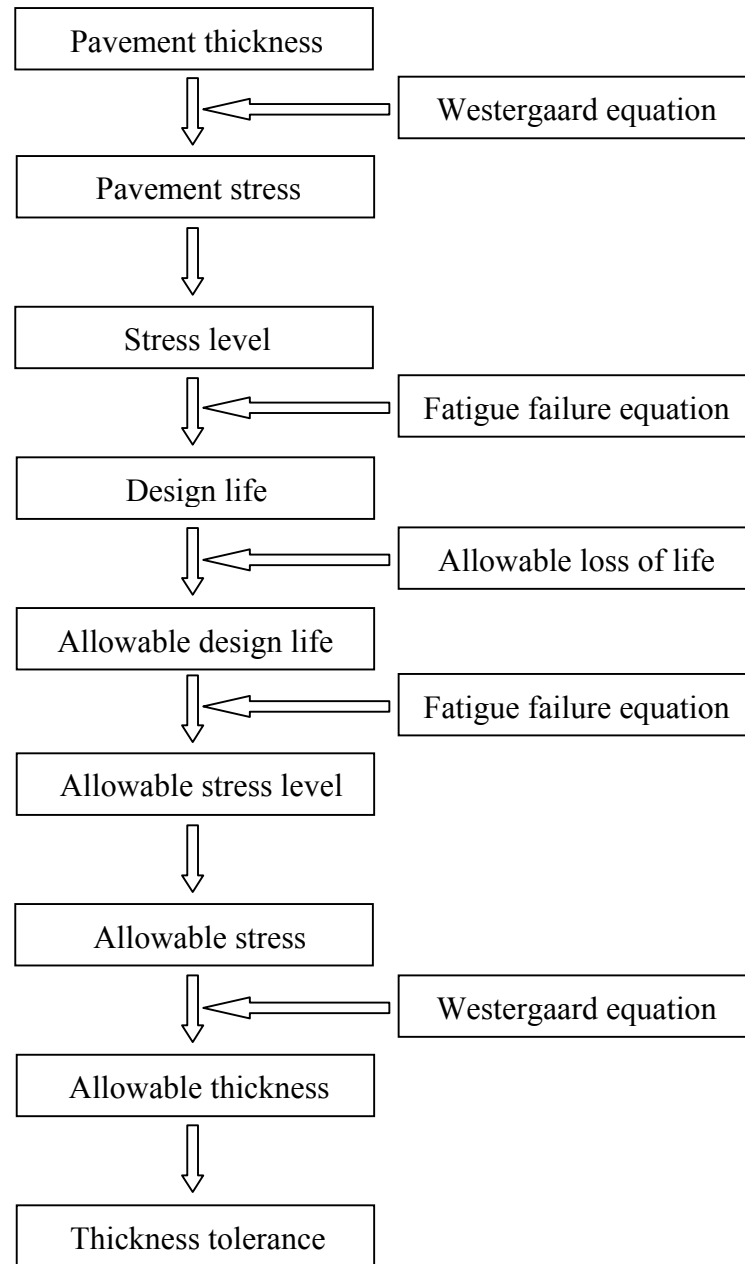 Pavement thickness
Westergaard equation
Pavement stress
Stress level
Fatigue failure equation
Design life
Allowable loss of life
Allowable design life
Fatigue failure equation
Allowable stress level
Allowable stress
Westergaard equation
Allowable thickness
Thickness tolerance